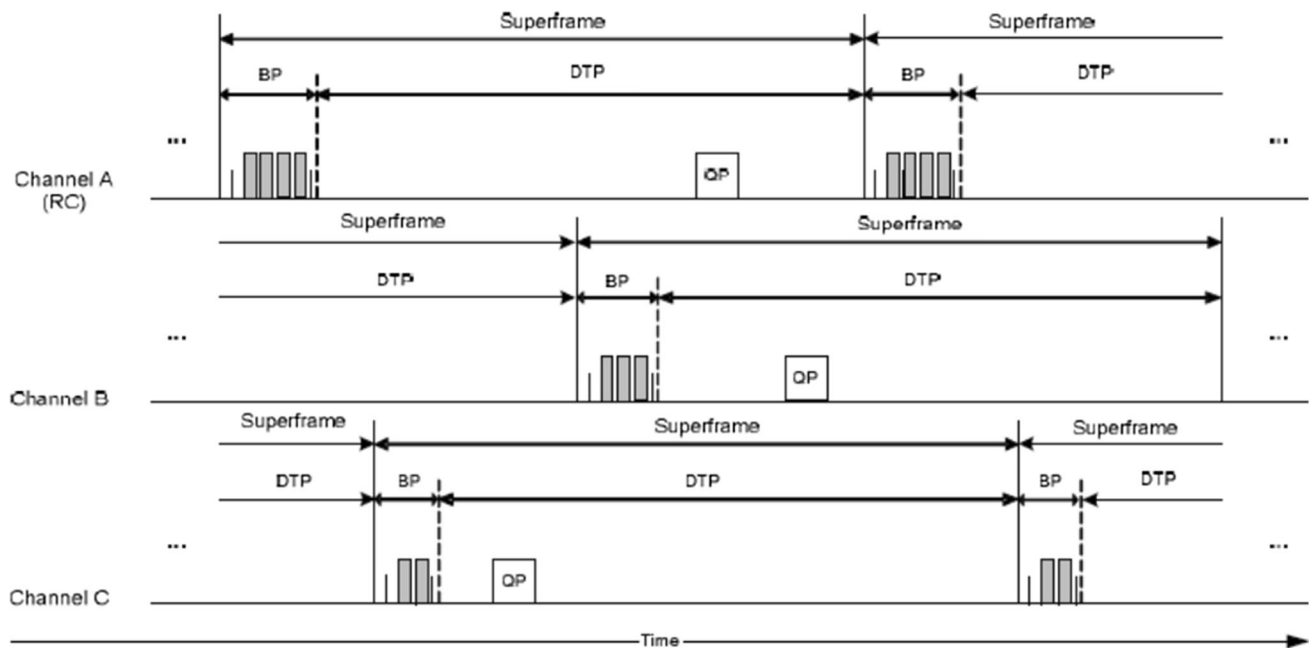 Superframe
Superframe
BP
DTP
BP
DTP
...
...
QP
Channel A
(RC)
Superframe
Superframe
DTP
BP
DTP
...
...
QP
Channel B
Superframe
Superframe
Superframe
DTP
BP
DTP
BP
DTP
...
...
QP
Channel C
Time